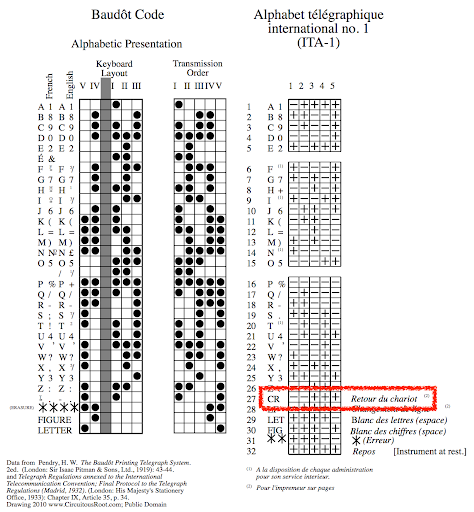 Baudôt Code
Alphabetic Presentation
Keyboard Layout
Transmission Order
French
English
V IV I II III
I II III IV V
A 1 A 1
B 8 B 8
C 9 C 9
D 0 D 0
E 2 E 2
É &
F F
G 7 G 7
H H
I I
J 6 J 6
K ( K (
L = L =
M ) M )
N № N £
O 5 O 5
/
P % P +
Q / Q /
R - R -
S ; S
T ! T
U 4 U 4
V ' V '
W ? W ?
X , X
Y 3 Y 3
Z : Z :
(ERASURE)
FIGURE
LETTER
Alphabet télégraphique
international no. 1
(ITA-1)
1 2 3 4 5
1 A 1
2 B 8
3 C 9
4 D 0
5 E 2
6 F (1)
7 G 7
8 H +
9 I (1)
10 J 6
11 K (
12 L =
13 M )
14 N (1)
15 O 5
16 P %
17 Q /
18 R -
19 S .
20 T (1)
21 U 4
22 V '
23 W ?
24 X ,
25 Y 3
26 Z :
27 CR Retour du chariot (2)
28 (2)
29 LET Blanc des lettres (espace)
30 FIG Blanc des chiffres (space)
31 (Erreur)
32 Repos [Instrument at rest.]
Data from Pendry, H. W. The Baudôt Printing Telegraph System.
2ed. (London: Sir Isaac Pitman & Sons, Ltd., 1919): 43-44.
and Telegraph Regulations annexed to the International
Telecommunication Convention; Final Protocol to the Telegraph
Regulations (Madrid, 1932). (London: His Majesty's Stationery
Office, 1933): Chapter IX, Article 35, p. 34.
Drawing 2010 www.CircuitousRoot.com; Public Domain
(1) A la disposition de chaque administration
pour son service interieur.
(2) Pour l'impremeur sur pages